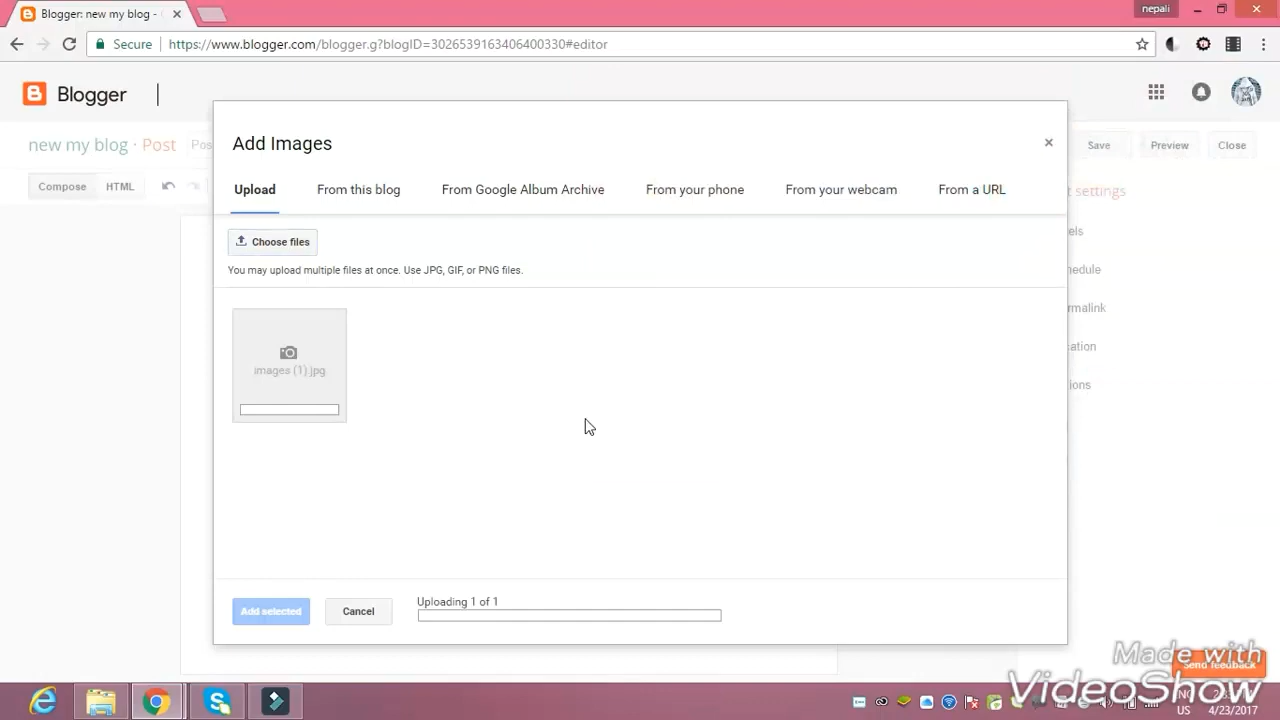 Blogger: new my blog -
nepali
Secure
https://www.blogger.com/blogger.g?blogID=3026539163406400330#editor
Blogger
Add Images
new my blog · Post
Save
Preview
Close
Compose
HTML
Upload
From this blog
From Google Album Archive
From your phone
From your webcam
From a URL
settings
Choose files
You may upload multiple files at once. Use JPG, GIF, or PNG files.
images (1).jpg
Uploading 1 of 1
Add selected
Cancel
Made with
VideoShow
Send feedback
US
4/23/2017